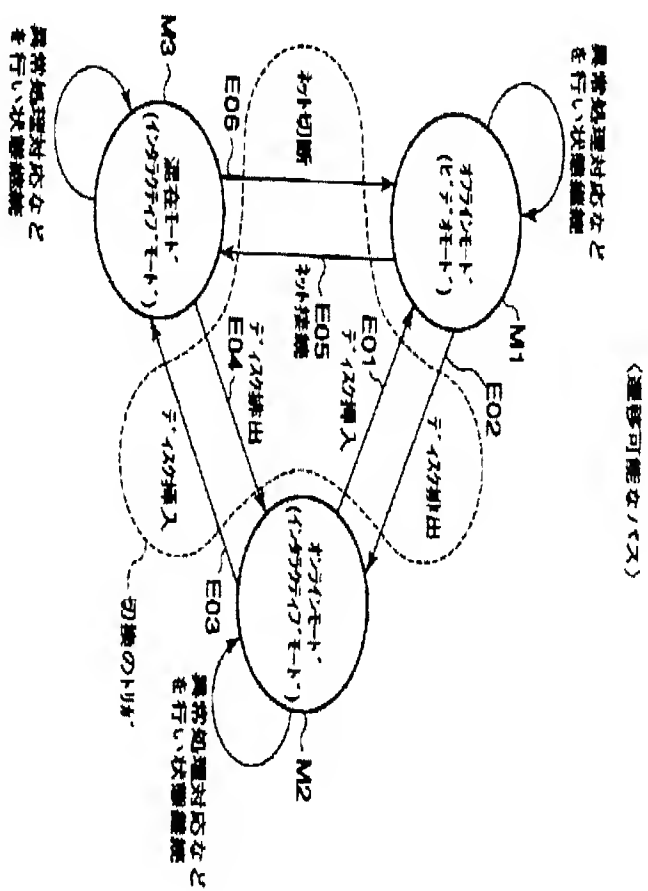 〈遷移可能なパス〉
異常処理対応など
を行い状態継続
オフラインモード
(ビデオモード)
M1
E01
ディスク挿入
E02
ディスク排出
オンラインモード
(インタラクティブモード)
M2
異常処理対応など
を行い状態継続
E05
ネット接続
ネット切断
E06
E04
ディスク排出
ディスク挿入
E03
切換のトリガ
混在モード
(インタラクティブモード)
M3
異常処理対応など
を行い状態継続